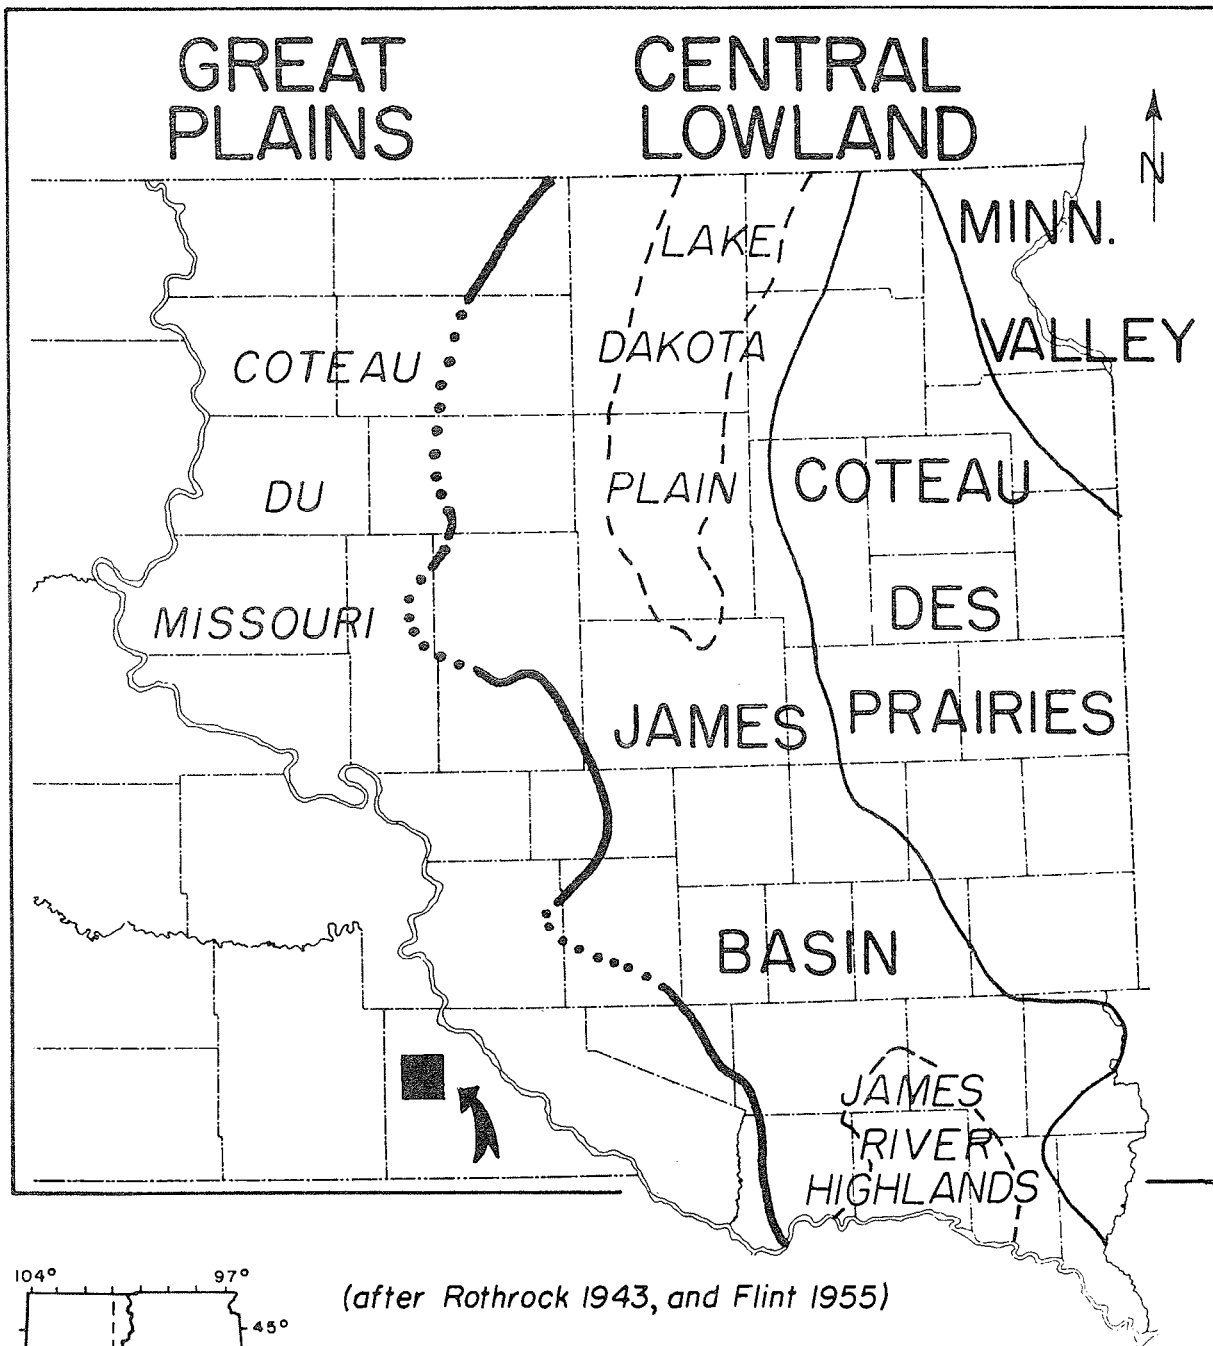 GREAT
PLAINS
CENTRAL
LOWLAND
N
MINN.
VALLEY
LAKE
DAKOTA
PLAIN
COTEAU
DU
MISSOURI
COTEAU
DES
PRAIRIES
JAMES
BASIN
JAMES
RIVER
HIGHLANDS
104° 97°
45°
(after Rothrock 1943, and Flint 1955)